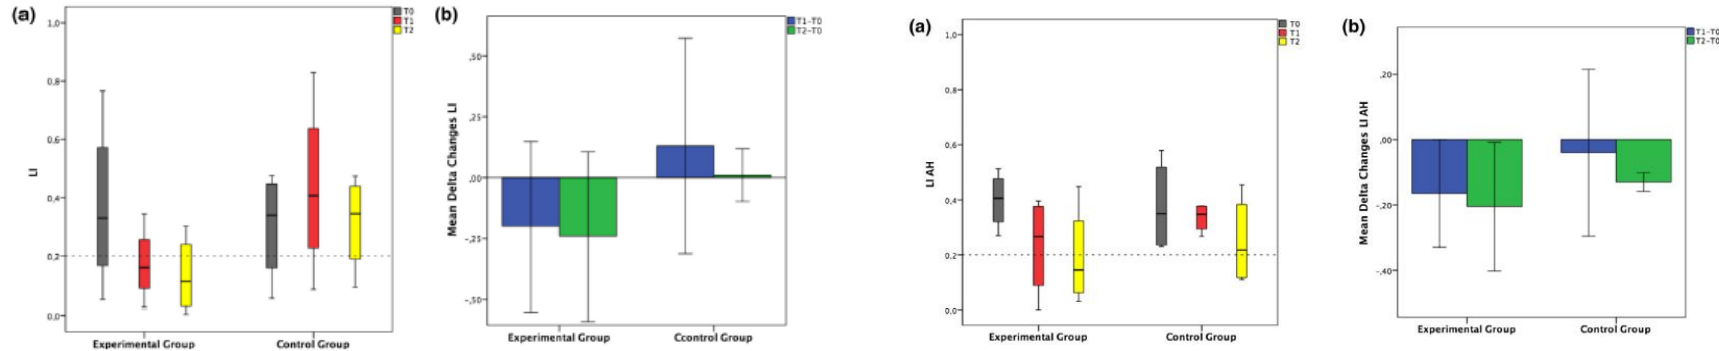 (a)
T0
T1
T2
1,0
0,8
0,6
0,4
0,2
0,0
LI
Experimental Group
Control Group
(b)
T1-T0
T2-T0
,50
,25
,00
-,25
-,50
Mean Delta Changes LI
Experimental Group
Ccontrol Group
(a)
T0
T1
T2
1,0
0,8
0,6
0,4
0,2
0,0
LI AH
Experimental Group
Control Group
(b)
T1-T0
T2-T0
,20
,00
-,20
-,40
Mean Delta Changes LI AH
Experimental Group
Control Group